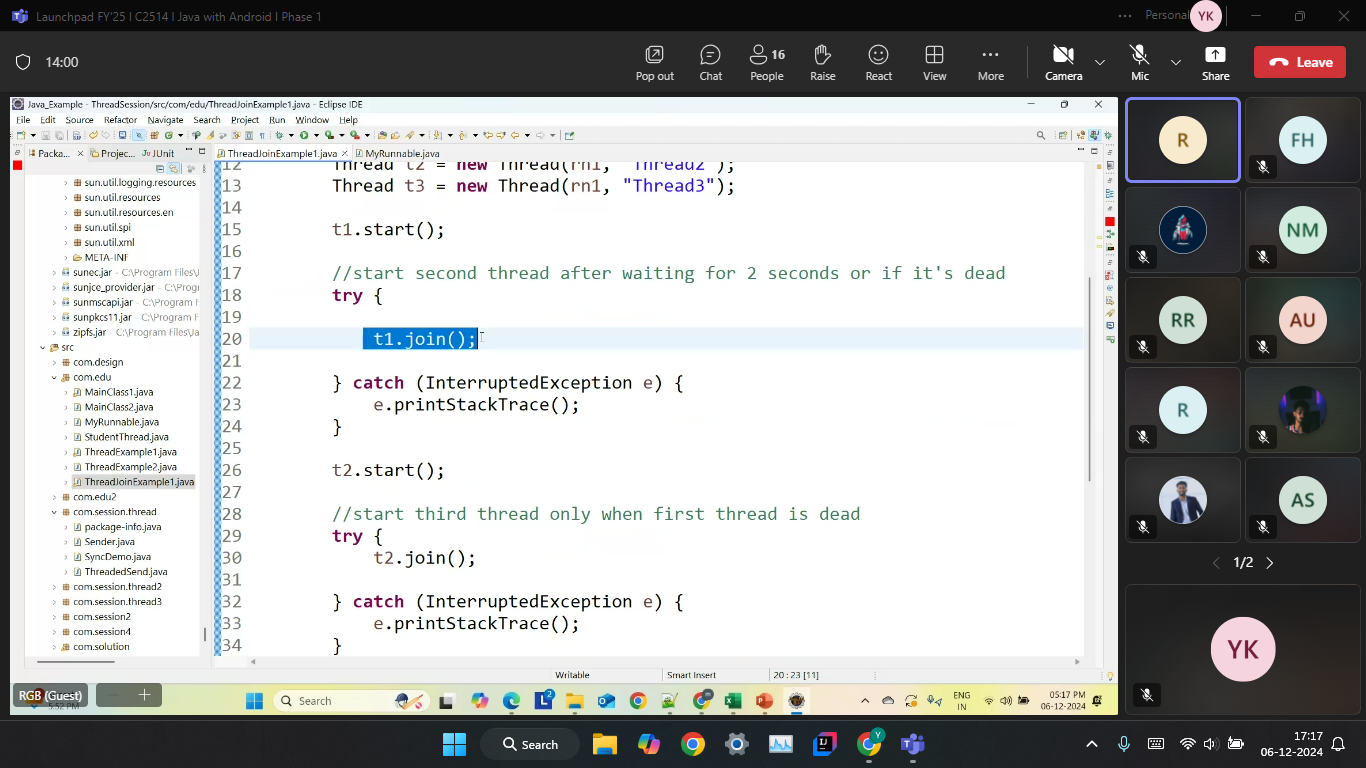 Launchpad FY'25 | C2514 | Java with Android | Phase 1
Personal
YK
14:00
Pop out
Chat
16
People
Raise
React
View
More
Camera
Mic
Share
Leave
Java_Example - ThreadSession/src/com/edu/ThreadJoinExample1.java - Eclipse IDE
File Edit Source Refactor Navigate Search Project Run Window Help
Packa...
Projec...
JUnit
ThreadJoinExample1.java
MyRunnable.java
sun.util.logging.resources
sun.util.resources
sun.util.resources.en
sun.util.spi
sun.util.xml
META-INF
sunec.jar - C:\Program Files\J
sunjce_provider.jar - C:\Prog
sunmscapi.jar - C:\Program F
sunpkcs11.jar - C:\Program F
zipfs.jar - C:\Program Files\Ja
src
com.design
com.edu
MainClass1.java
MainClass2.java
MyRunnable.java
StudentThread.java
ThreadExample1.java
ThreadExample2.java
ThreadJoinExample1.java
com.edu2
com.session.thread
package-info.java
Sender.java
SyncDemo.java
ThreadedSend.java
com.session.thread2
com.session.thread3
com.session2
com.session4
com.solution
12 Thread t2 = new Thread(rn1, "Thread2");
13 Thread t3 = new Thread(rn1, "Thread3");
14
15 t1.start();
16
17 //start second thread after waiting for 2 seconds or if it's dead
18 try {
19
20 t1.join();
21
22 } catch (InterruptedException e) {
23 e.printStackTrace();
24 }
25
26 t2.start();
27
28 //start third thread only when first thread is dead
29 try {
30 t2.join();
31
32 } catch (InterruptedException e) {
33 e.printStackTrace();
34 }
Writable
Smart Insert
20 : 23 [11]
RGB (Guest)
5:52 PM
Search
2
ENG
IN
05:17 PM
06-12-2024
R
FH
NM
RR
AU
R
AS
1/2
YK
Search
Y
17:17
06-12-2024